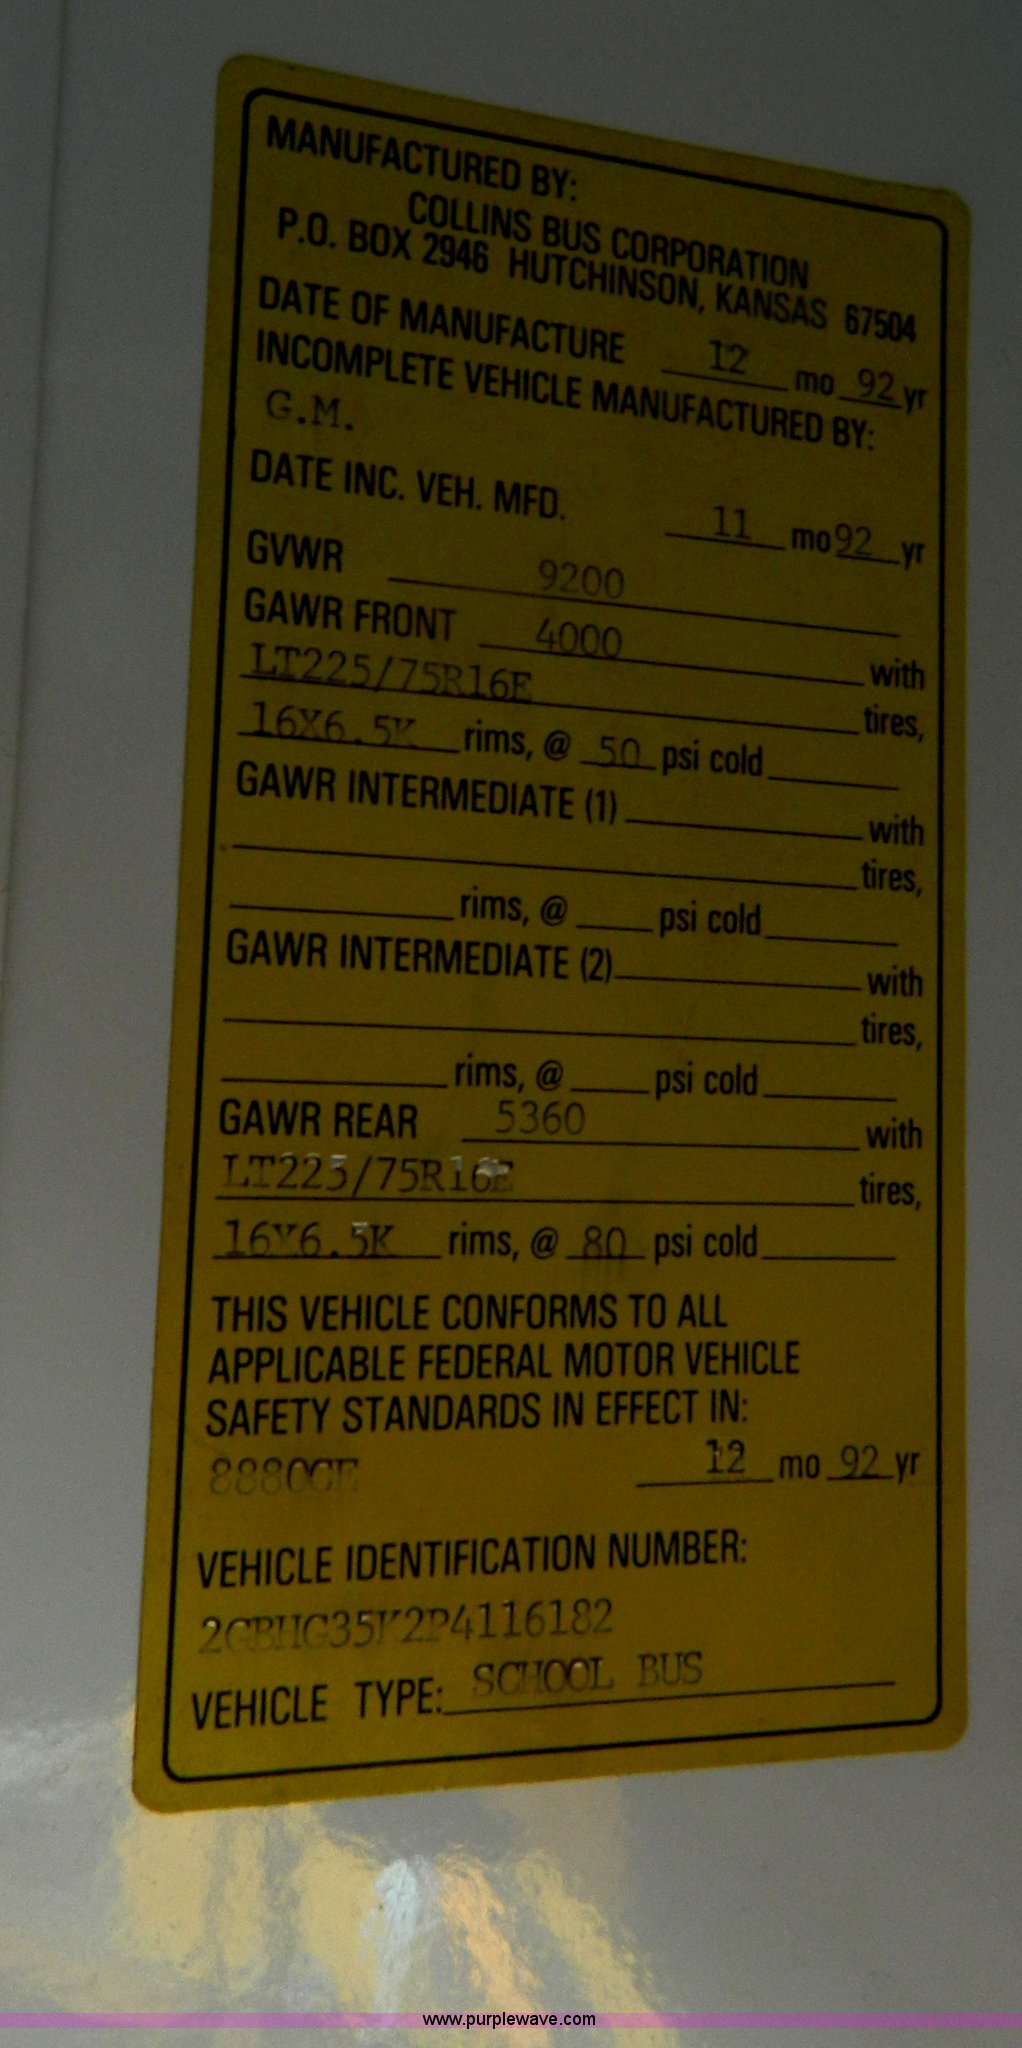 MANUFACTURED BY:
COLLINS BUS CORPORATION
P.O. BOX 2946 HUTCHINSON, KANSAS 67504
DATE OF MANUFACTURE 12 mo 92 yr
INCOMPLETE VEHICLE MANUFACTURED BY:
G.M.
DATE INC. VEH. MFD. 11 mo 92 yr
GVWR 9200
GAWR FRONT 4000 with
LT225/75R16E tires,
16X6.5K rims, @ 50 psi cold
GAWR INTERMEDIATE (1) with
tires,
rims, @ psi cold
GAWR INTERMEDIATE (2) with
tires,
rims, @ psi cold
GAWR REAR 5360 with
LT225/75R16E tires,
16X6.5K rims, @ 80 psi cold
THIS VEHICLE CONFORMS TO ALL
APPLICABLE FEDERAL MOTOR VEHICLE
SAFETY STANDARDS IN EFFECT IN:
12 mo 92 yr
VEHICLE IDENTIFICATION NUMBER:
2GBHG35K2P4116182
VEHICLE TYPE: SCHOOL BUS
www.purplewave.com